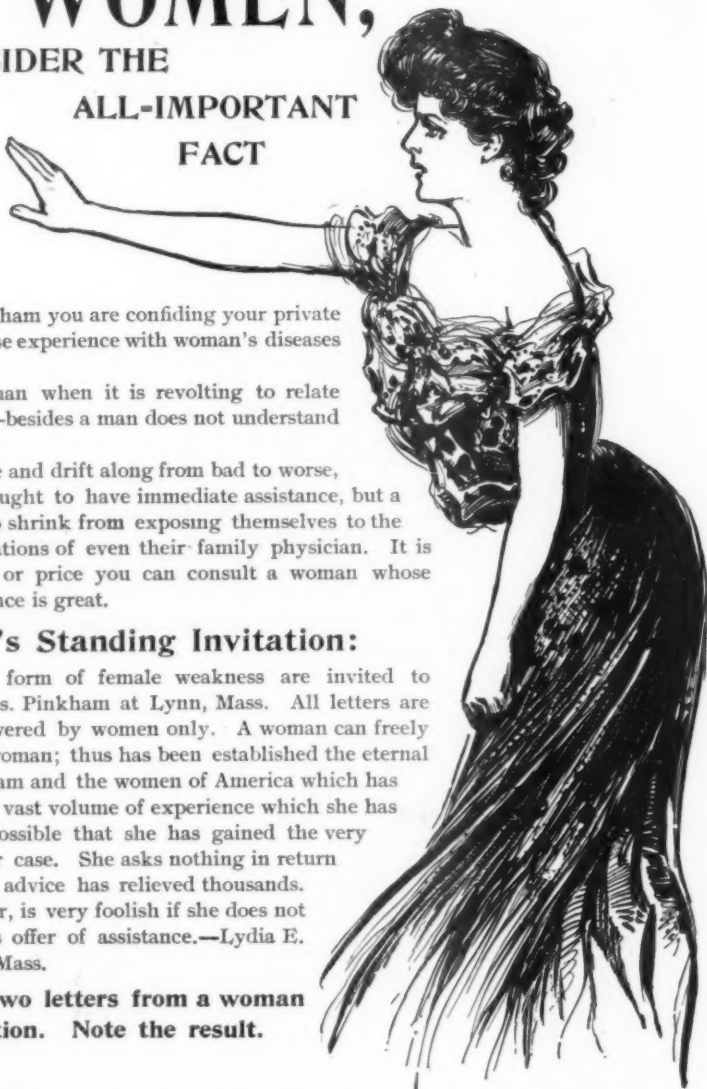 WOMEN,
IDER THE
ALL-IMPORTANT
FACT
ham you are confiding your private
se experience with woman's diseases
nan when it is revolting to relate
-besides a man does not understand
e and drift along from bad to worse,
ught to have immediate assistance, but a
o shrink from exposing themselves to the
tions of even their family physician. It is
or price you can consult a woman whose
nce is great.
's Standing Invitation:
form of female weakness are invited to
s. Pinkham at Lynn, Mass. All letters are
vered by women only. A woman can freely
voman; thus has been established the eternal
am and the women of America which has
vast volume of experience which she has
ossible that she has gained the very
r case. She asks nothing in return
advice has relieved thousands.
r, is very foolish if she does not
s offer of assistance.—Lydia E.
Mass.
wo letters from a woman
tion. Note the result.